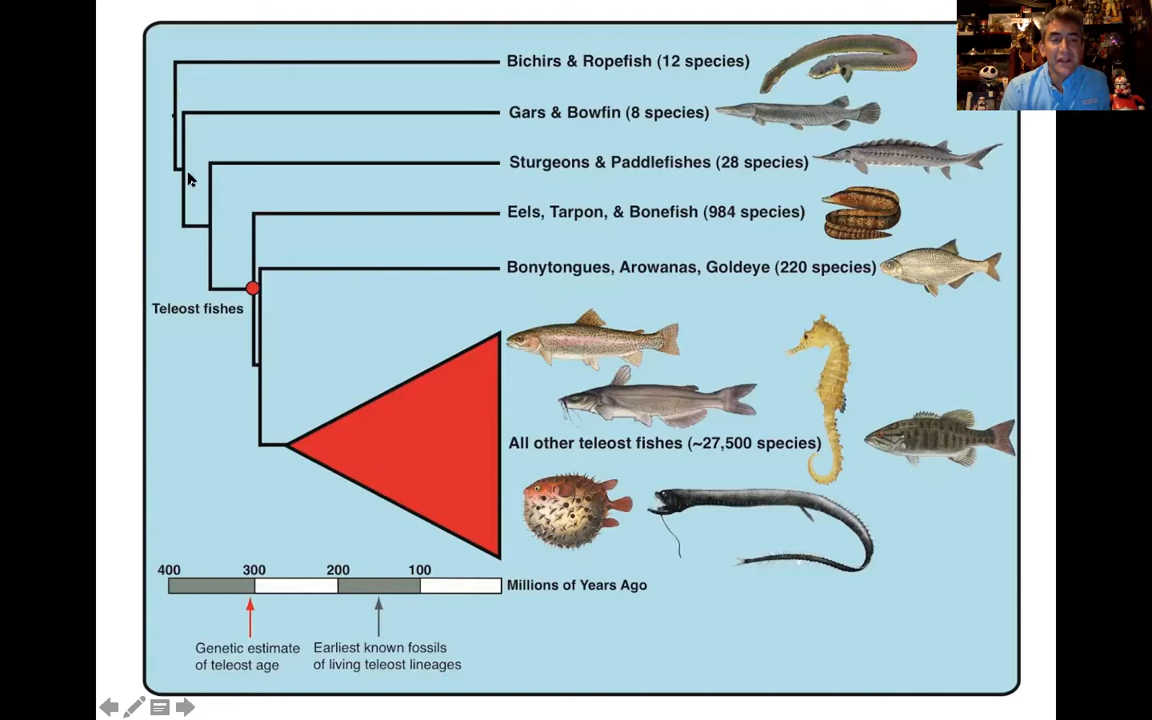 Bichirs & Ropefish (12 species)
Gars & Bowfin (8 species)
Sturgeons & Paddlefishes (28 species)
Eels, Tarpon, & Bonefish (984 species)
Bonytongues, Arowanas, Goldeye (220 species)
Teleost fishes
All other teleost fishes (~27,500 species)
400 300 200 100
Millions of Years Ago
Genetic estimate
of teleost age
Earliest known fossils
of living teleost lineages